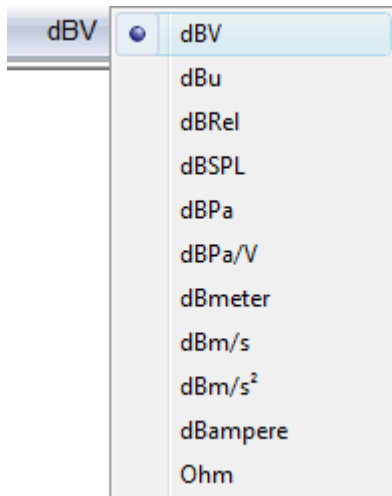 dBV
dBV
dBu
dBRel
dBSPL
dBPa
dBPa/V
dBmeter
dBm/s
dBm/s²
dBampere
Ohm